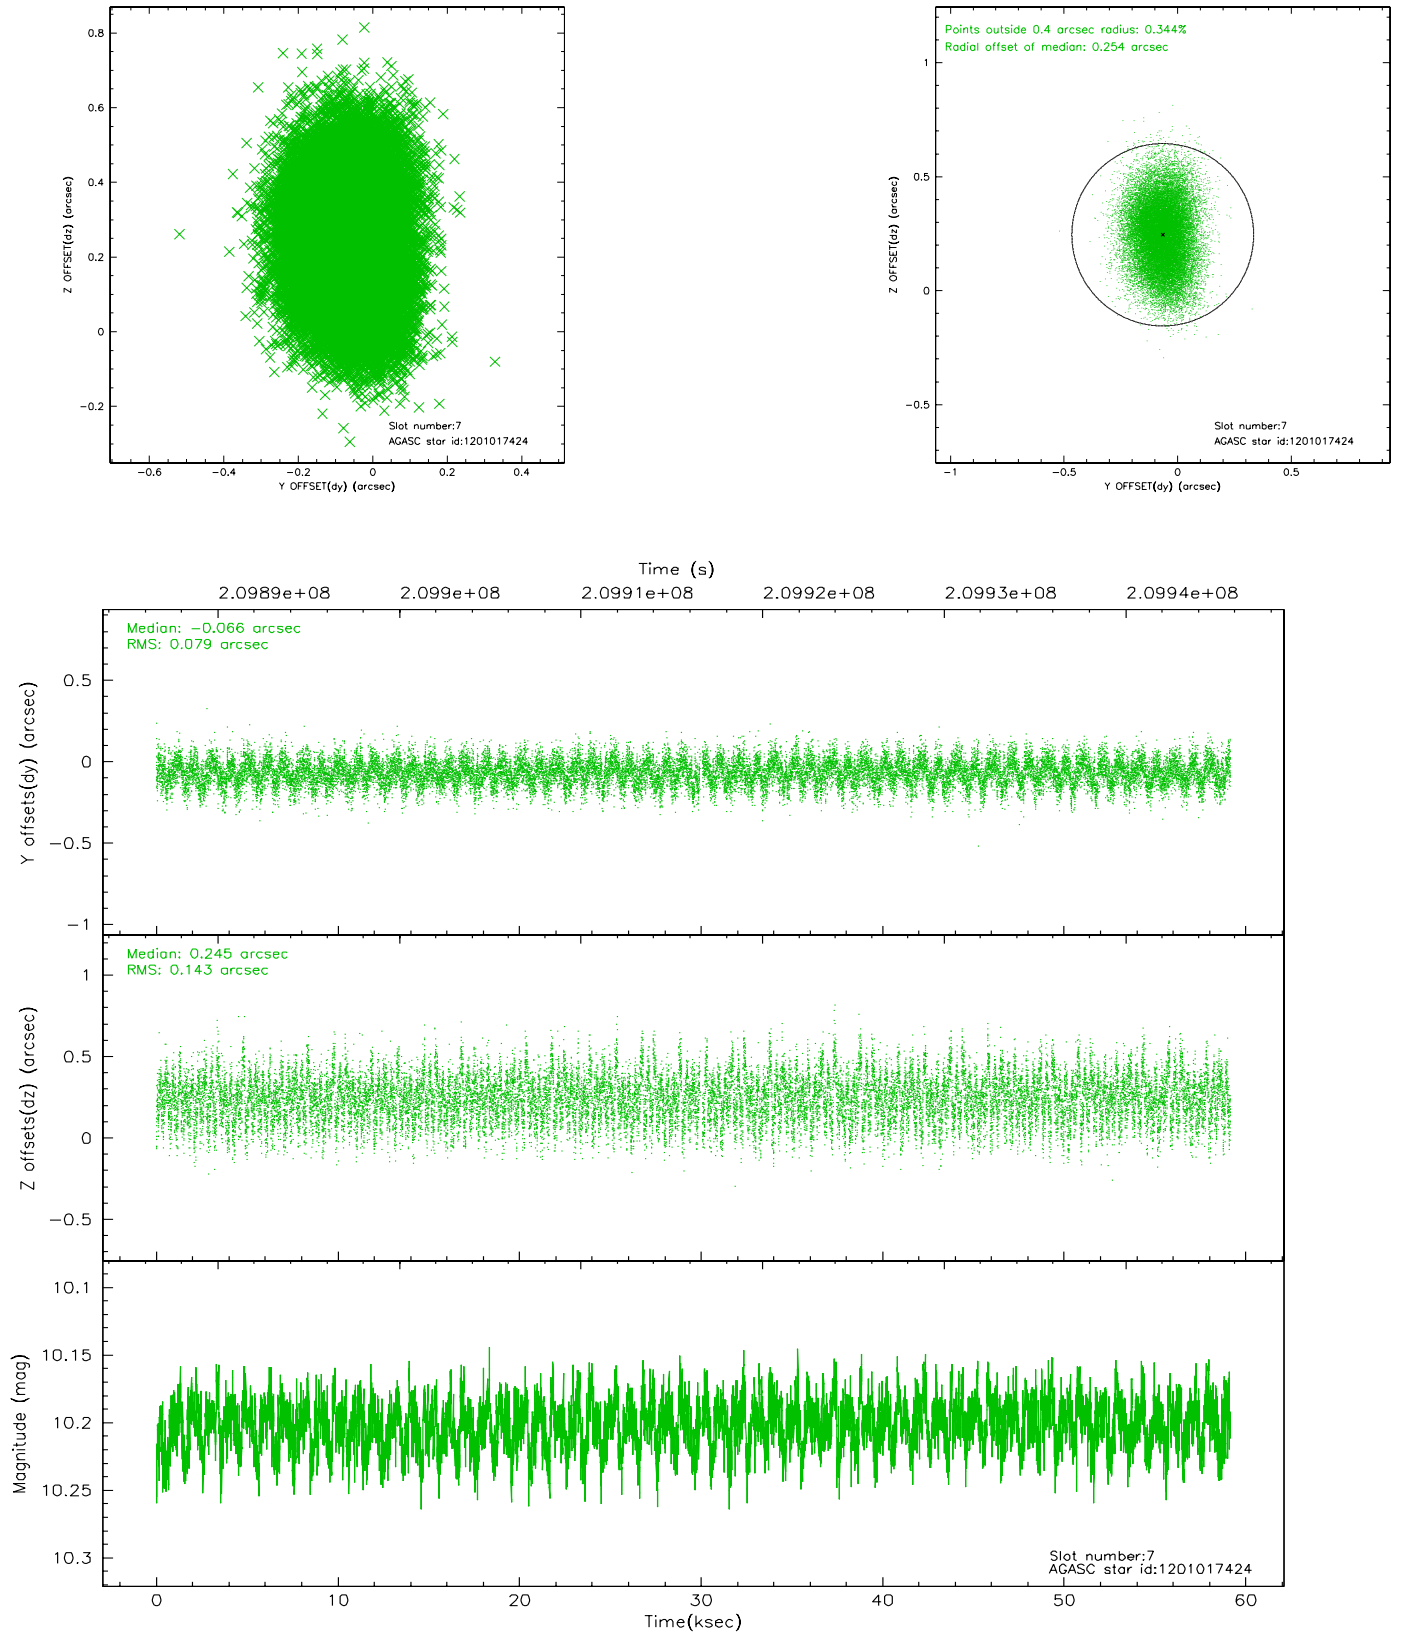 0.8
0.6
0.4
0.2
0
−0.2
Z OFFSET(dz) (arcsec)
Slot number:7
AGASC star id:1201017424
−0.6 −0.4 −0.2 0 0.2 0.4
Y OFFSET(dy) (arcsec)
Points outside 0.4 arcsec radius: 0.344%
Radial offset of median: 0.254 arcsec
1
0.5
0
−0.5
Z OFFSET(dz) (arcsec)
Slot number:7
AGASC star id:1201017424
−1 −0.5 0 0.5
Y OFFSET(dy) (arcsec)
Time (s)
2.0989e+08 2.099e+08 2.0991e+08 2.0992e+08 2.0993e+08 2.0994e+08
Median: −0.066 arcsec
RMS: 0.079 arcsec
0.5
0
−0.5
−1
Y offsets(dy) (arcsec)
Median: 0.245 arcsec
RMS: 0.143 arcsec
1
0.5
0
−0.5
Z offsets(dz) (arcsec)
10.1
10.15
10.2
10.25
10.3
Magnitude (mag)
Slot number:7
AGASC star id:1201017424
0 10 20 30 40 50 60
Time(ksec)